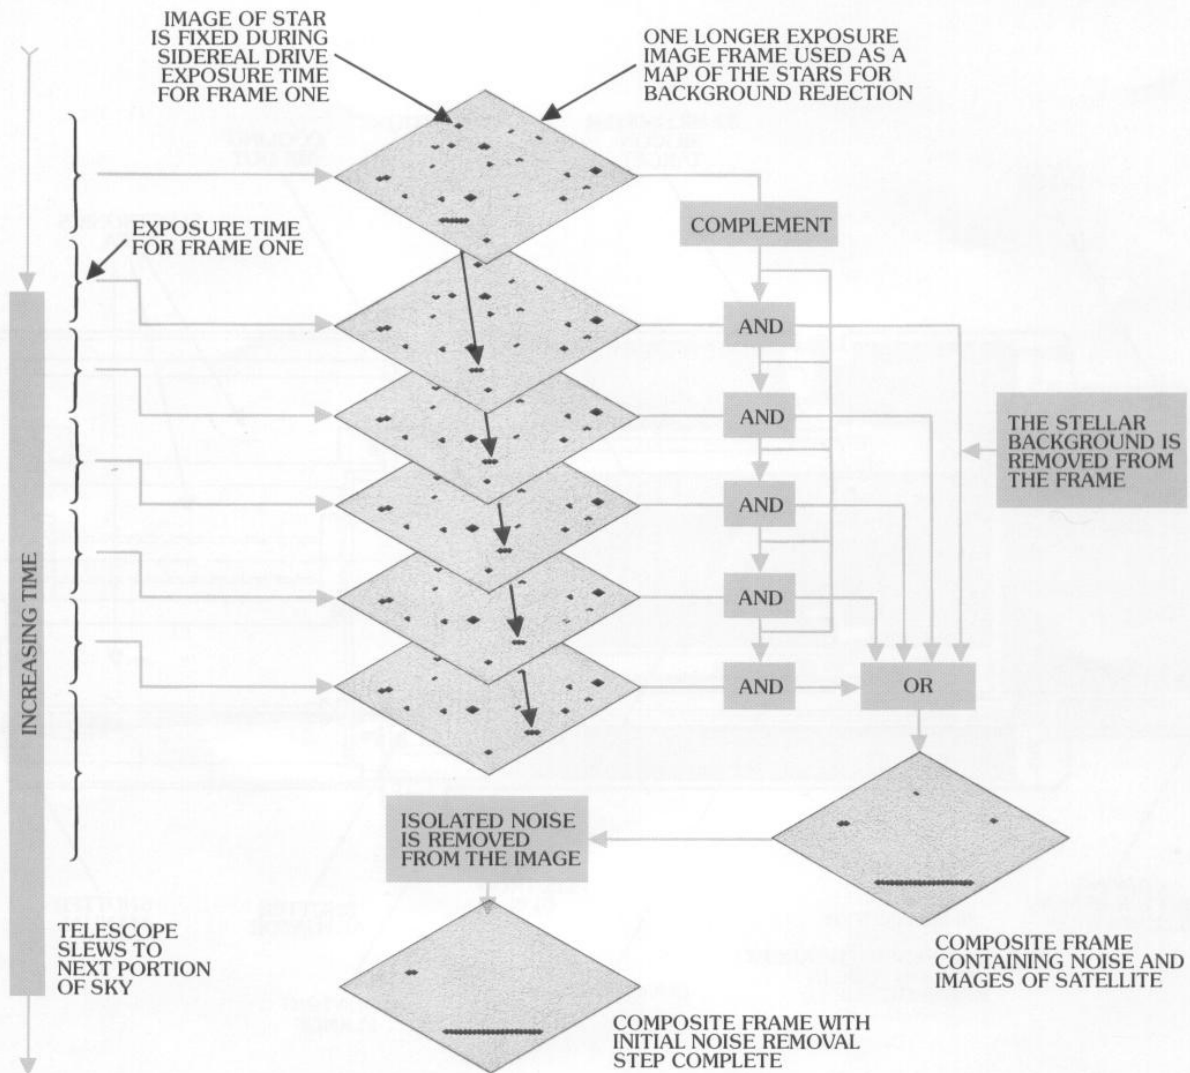 IMAGE OF STAR
IS FIXED DURING
SIDEREAL DRIVE
EXPOSURE TIME
FOR FRAME ONE
ONE LONGER EXPOSURE
IMAGE FRAME USED AS A
MAP OF THE STARS FOR
BACKGROUND REJECTION
COMPLEMENT
EXPOSURE TIME
FOR FRAME ONE
AND
AND
THE STELLAR
BACKGROUND IS
REMOVED FROM
THE FRAME
AND
INCREASING TIME
AND
AND
OR
ISOLATED NOISE
IS REMOVED
FROM THE IMAGE
TELESCOPE
SLEWS TO
NEXT PORTION
OF SKY
COMPOSITE FRAME
CONTAINING NOISE AND
IMAGES OF SATELLITE
COMPOSITE FRAME WITH
INITIAL NOISE REMOVAL
STEP COMPLETE